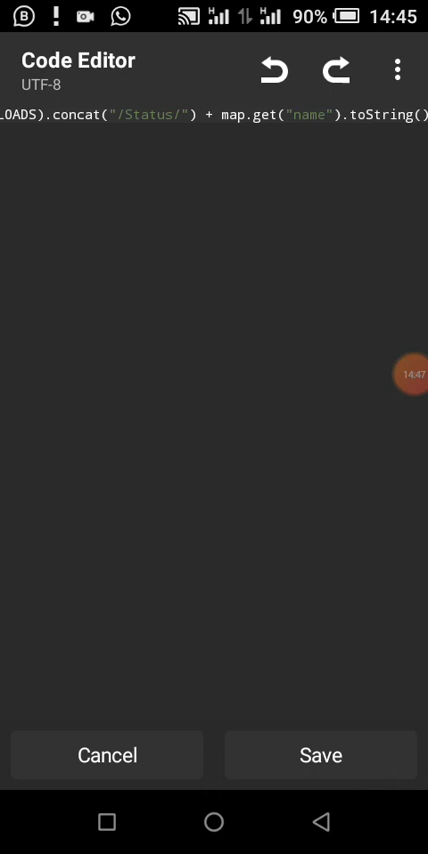 B ! H H 90% 14:45
Code Editor
UTF-8
LOADS).concat("/Status/") + map.get("name").toString()
14:47
Cancel Save